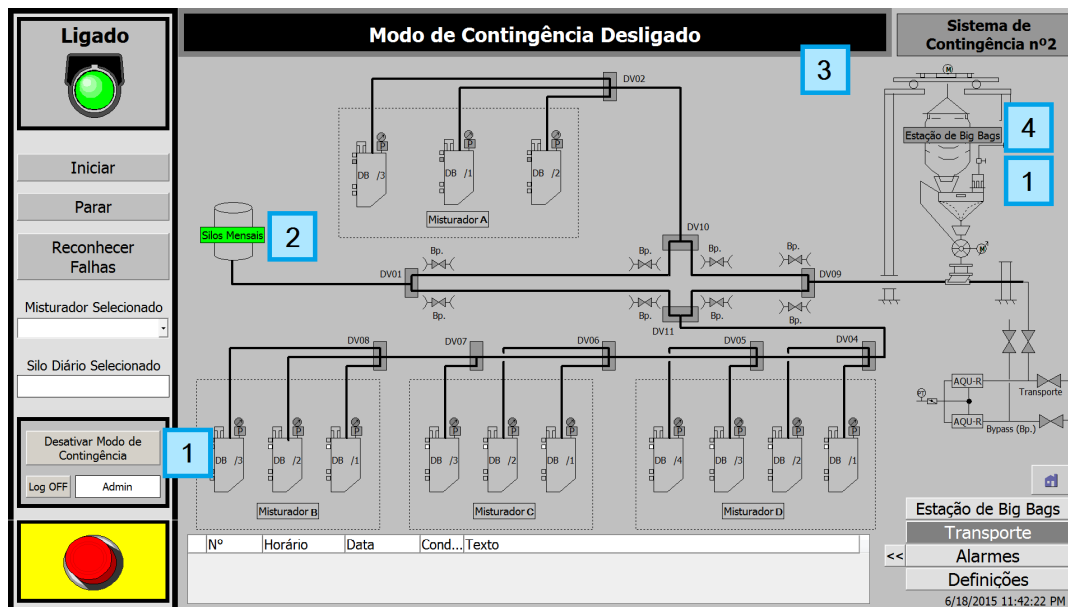 Ligado
Modo de Contingência Desligado
Sistema de
Contingência nº2
3
M
DV02
Estação de Big Bags
4
1
P
P
P
DB /3
DB /1
DB /2
Iniciar
Parar
Misturador A
Reconhecer
Falhas
Silos Mensais
2
DV10
M
Bp.
Bp.
Bp.
Bp.
DV01
DV09
Misturador Selecionado
Bp.
Bp.
Bp.
Bp.
DV11
DV08
DV07
DV06
DV05
DV04
Silo Diário Selecionado
AQU-R
Transporte
PT
AQU-R
Bypass (Bp.)
P
P
P
P
P
P
P
P
P
P
Desativar Modo de
Contingência
1
DB /3
DB /2
DB /1
DB /3
DB /2
DB /1
DB /4
DB /3
DB /2
DB /1
Log OFF
Admin
Misturador B
Misturador C
Misturador D
Estação de Big Bags
Transporte
<< Alarmes
Definições
6/18/2015 11:42:22 PM
Nº Horário Data Cond... Texto